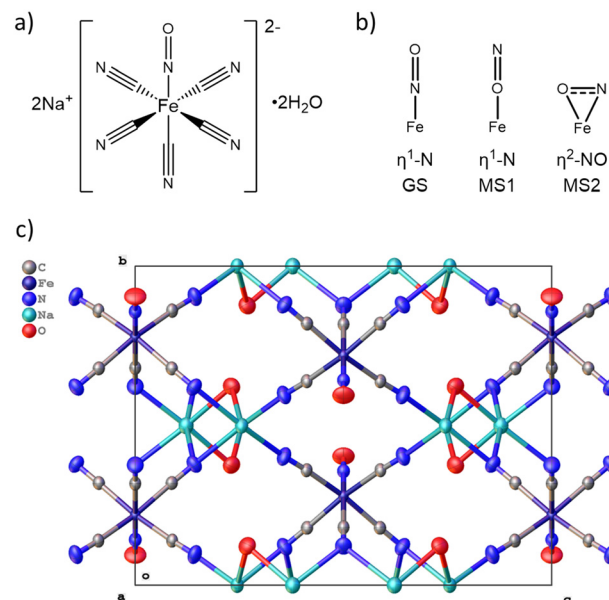 a)
O
N
2-
N
N
2Na⁺
Fe
•2H₂O
N
N
N
b)
O
N
Fe
η¹-N
GS
N
O
Fe
η¹-N
MS1
O
N
Fe
η²-NO
MS2
c)
C
Fe
N
Na
O
b
o
a